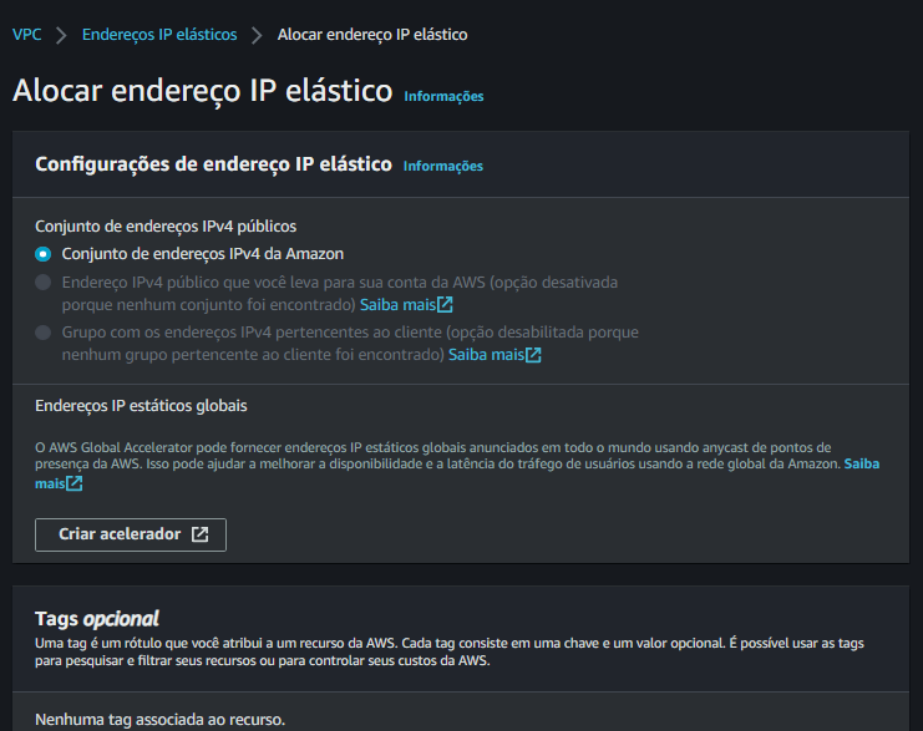 VPC > Endereços IP elásticos > Alocar endereço IP elástico
Alocar endereço IP elástico Informações
Configurações de endereço IP elástico Informações
Conjunto de endereços IPv4 públicos
Conjunto de endereços IPv4 da Amazon
Endereço IPv4 público que você leva para sua conta da AWS (opção desativada
porque nenhum conjunto foi encontrado) Saiba mais
Grupo com os endereços IPv4 pertencentes ao cliente (opção desabilitada porque
nenhum grupo pertencente ao cliente foi encontrado) Saiba mais
Endereços IP estáticos globais
O AWS Global Accelerator pode fornecer endereços IP estáticos globais anunciados em todo o mundo usando anycast de pontos de
presença da AWS. Isso pode ajudar a melhorar a disponibilidade e a latência do tráfego de usuários usando a rede global da Amazon. Saiba
mais
Criar acelerador
Tags opcional
Uma tag é um rótulo que você atribui a um recurso da AWS. Cada tag consiste em uma chave e um valor opcional. É possível usar as tags
para pesquisar e filtrar seus recursos ou para controlar seus custos da AWS.
Nenhuma tag associada ao recurso.